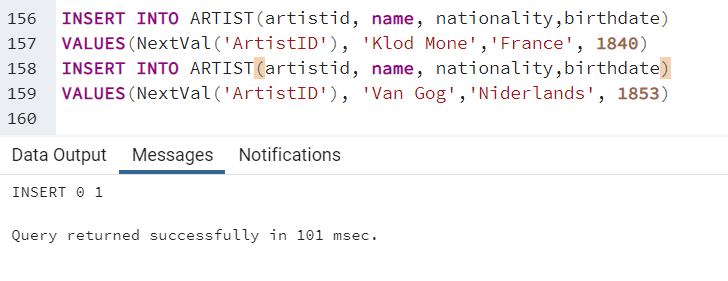 156 INSERT INTO ARTIST(artistid, name, nationality,birthdate)
157 VALUES(NextVal('ArtistID'), 'Klod Mone','France', 1840)
158 INSERT INTO ARTIST(artistid, name, nationality,birthdate)
159 VALUES(NextVal('ArtistID'), 'Van Gog','Niderlands', 1853)
160
Data Output Messages Notifications
INSERT 0 1
Query returned successfully in 101 msec.